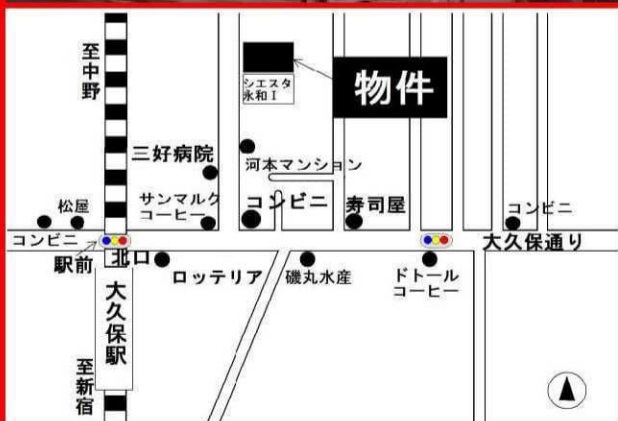 至中野
シエスタ
永和Ⅰ
物件
三好病院
河本マンション
松屋
サンマルク
コーヒー
コンビニ
寿司屋
コンビニ
コンビニ
駅前
北口
ロッテリア
磯丸水産
ドトール
コーヒー
大久保通り
大久保駅
至新宿